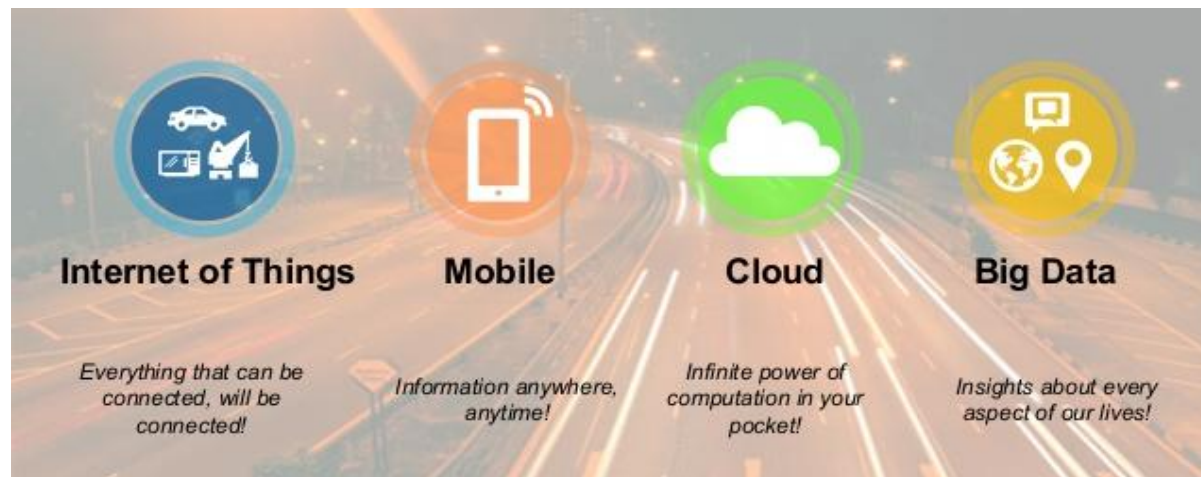 Internet of Things
Mobile
Cloud
Big Data
Everything that can be
connected, will be
connected!
Information anywhere,
anytime!
Infinite power of
computation in your
pocket!
Insights about every
aspect of our lives!